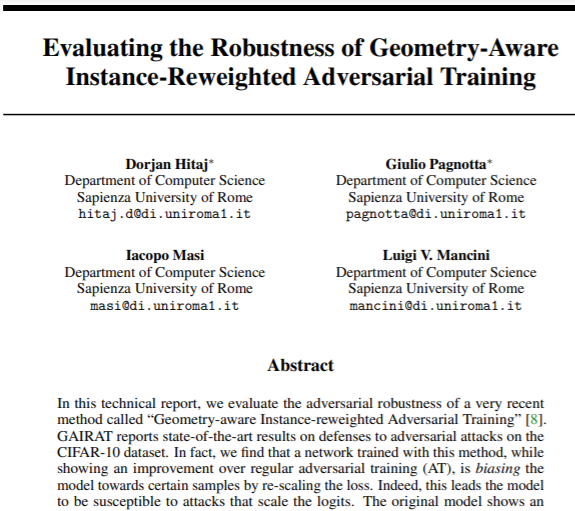 Evaluating the Robustness of Geometry-Aware
Instance-Reweighted Adversarial Training
Dorjan Hitaj*
Department of Computer Science
Sapienza University of Rome
hitaj.d@di.uniroma1.it
Giulio Pagnotta*
Department of Computer Science
Sapienza University of Rome
pagnotta@di.uniroma1.it
Iacopo Masi
Department of Computer Science
Sapienza University of Rome
masi@di.uniroma1.it
Luigi V. Mancini
Department of Computer Science
Sapienza University of Rome
mancini@di.uniroma1.it
Abstract
In this technical report, we evaluate the adversarial robustness of a very recent
method called “Geometry-aware Instance-reweighted Adversarial Training” [8].
GAIRAT reports state-of-the-art results on defenses to adversarial attacks on the
CIFAR-10 dataset. In fact, we find that a network trained with this method, while
showing an improvement over regular adversarial training (AT), is biasing the
model towards certain samples by re-scaling the loss. Indeed, this leads the model
to be susceptible to attacks that scale the logits. The original model shows an